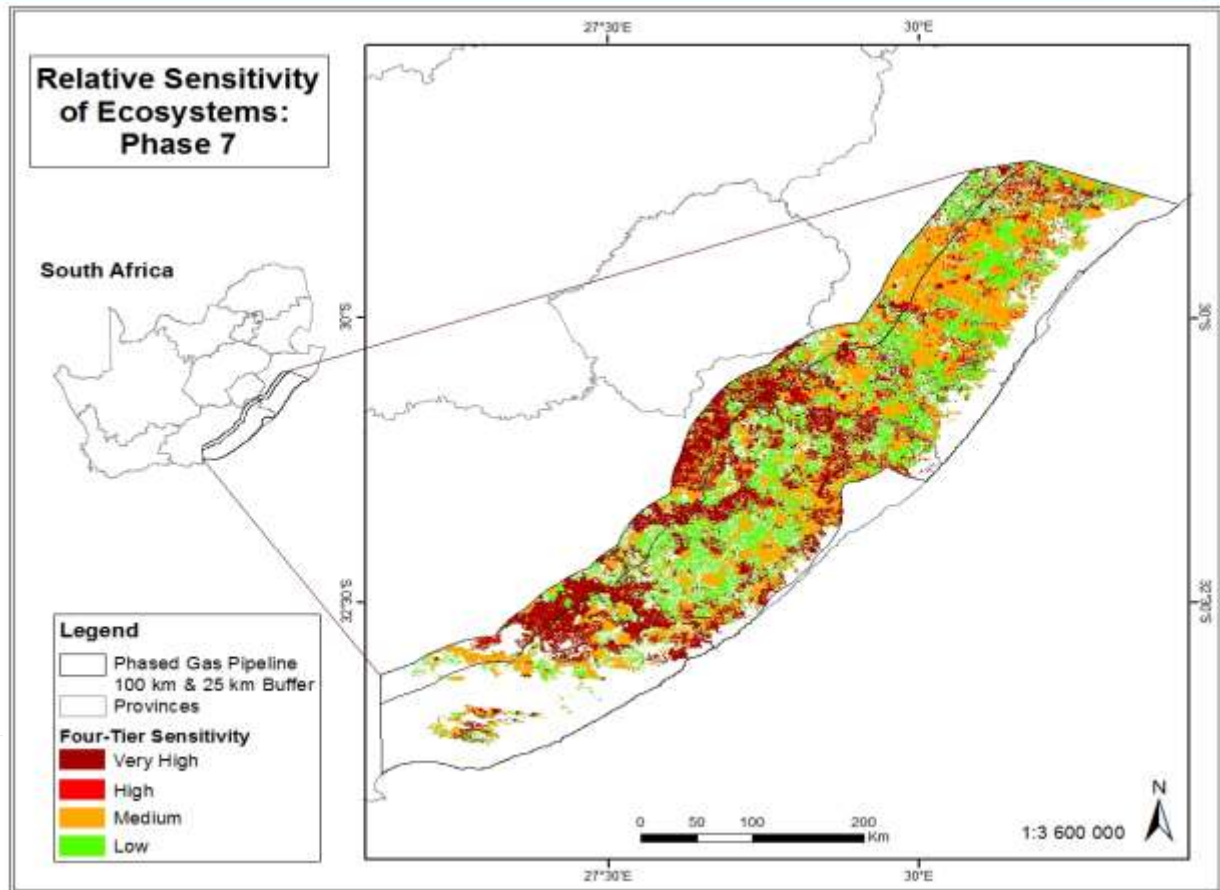 27°30'E
30°E
Relative Sensitivity
of Ecosystems:
Phase 7
South Africa
30°S
30°S
32°30'S
32°30'S
Legend
Phased Gas Pipeline
100 km & 25 km Buffer
Provinces
Four-Tier Sensitivity
Very High
High
Medium
Low
0 50 100 200
Km
1:3 600 000
N
27°30'E
30°E